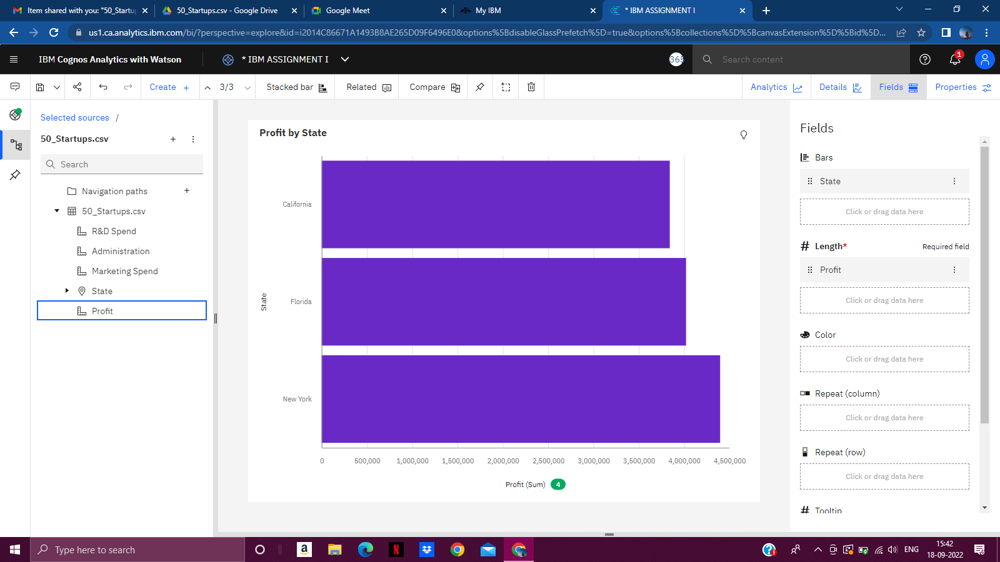 Item shared with you: "50_Startu
50_Startups.csv - Google Drive
Google Meet
My IBM
* IBM ASSIGNMENT I
us1.ca.analytics.ibm.com/bi/?perspective=explore&id=i2014C86671A1493B8AE265D09F6496E0&options%5BdisableGlassPrefetch%5D=true&options%5Bcollections%5D%5BcanvasExtension%5D%5Bid%5D...
IBM Cognos Analytics with Watson
* IBM ASSIGNMENT I
365
Search content
1
Create
3/3
Stacked bar
Related
Compare
Analytics
Details
Fields
Properties
Selected sources /
50_Startups.csv
Search
Navigation paths
50_Startups.csv
R&D Spend
Administration
Marketing Spend
State
Profit
Profit by State
State
California
Florida
New York
0 500,000 1,000,000 1,500,000 2,000,000 2,500,000 3,000,000 3,500,000 4,000,000 4,500,000
Profit (Sum) 4
Fields
Bars
State
Click or drag data here
Length* Required field
Profit
Click or drag data here
Color
Click or drag data here
Repeat (column)
Click or drag data here
Repeat (row)
Click or drag data here
Tooltip
Type here to search
ENG
15:42
18-09-2022